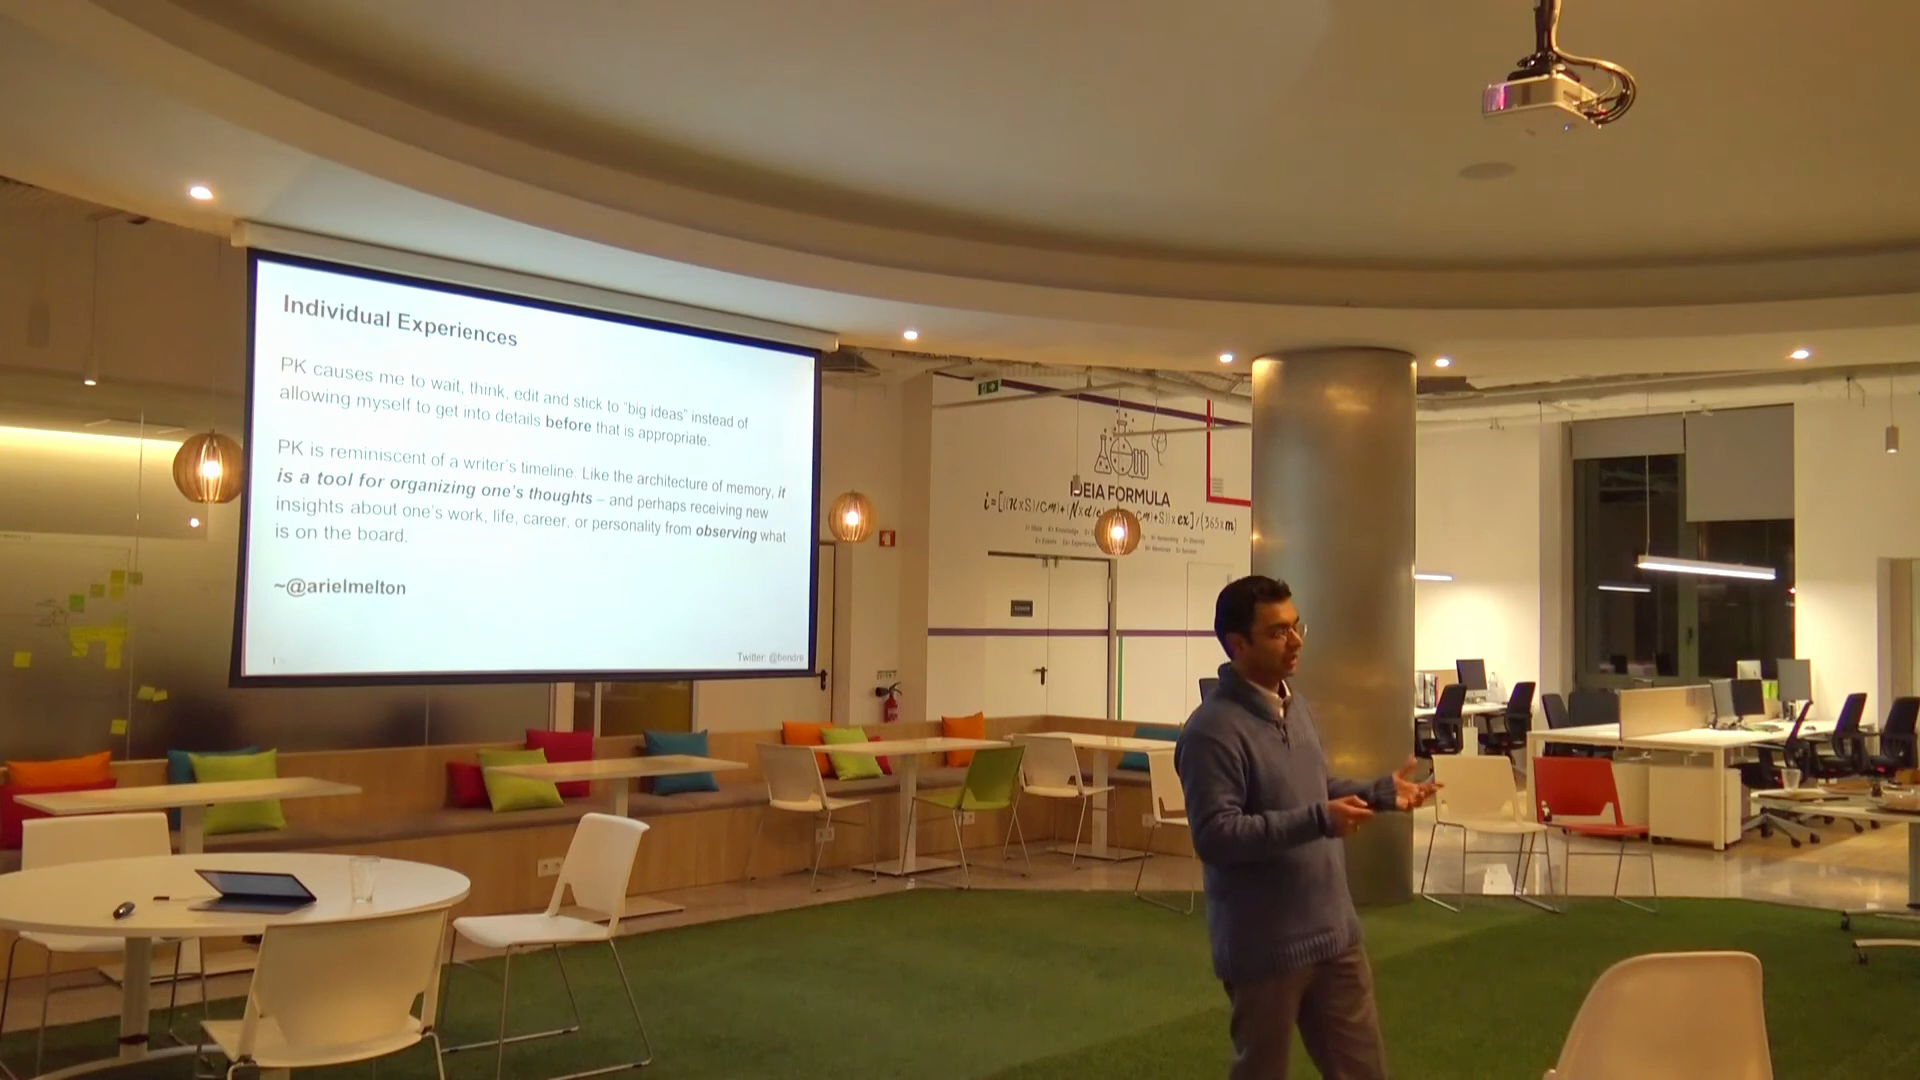 Individual Experiences
PK causes me to wait, think, edit and stick to "big ideas" instead of
allowing myself to get into details before that is appropriate.
PK is reminiscent of a writer's timeline. Like the architecture of memory, it
is a tool for organizing one's thoughts – and perhaps receiving new
insights about one's work, life, career, or personality from observing what
is on the board.
~@arielmelton
Twitter: @bendre
IDEIA FORMULA